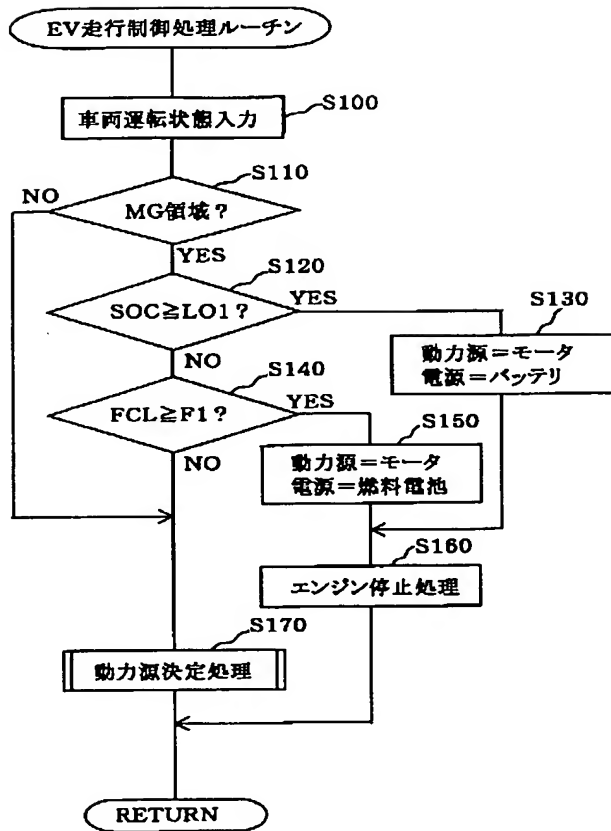 EV走行制御処理ルーチン
S100
車両運転状態入力
S110
NO
MG領域?
YES
S120
SOC≧LO1?
YES
NO
S130
動力源=モータ
電源=バッテリ
S140
FCL≧F1?
YES
NO
S150
動力源=モータ
電源=燃料電池
S160
エンジン停止処理
S170
動力源決定処理
RETURN